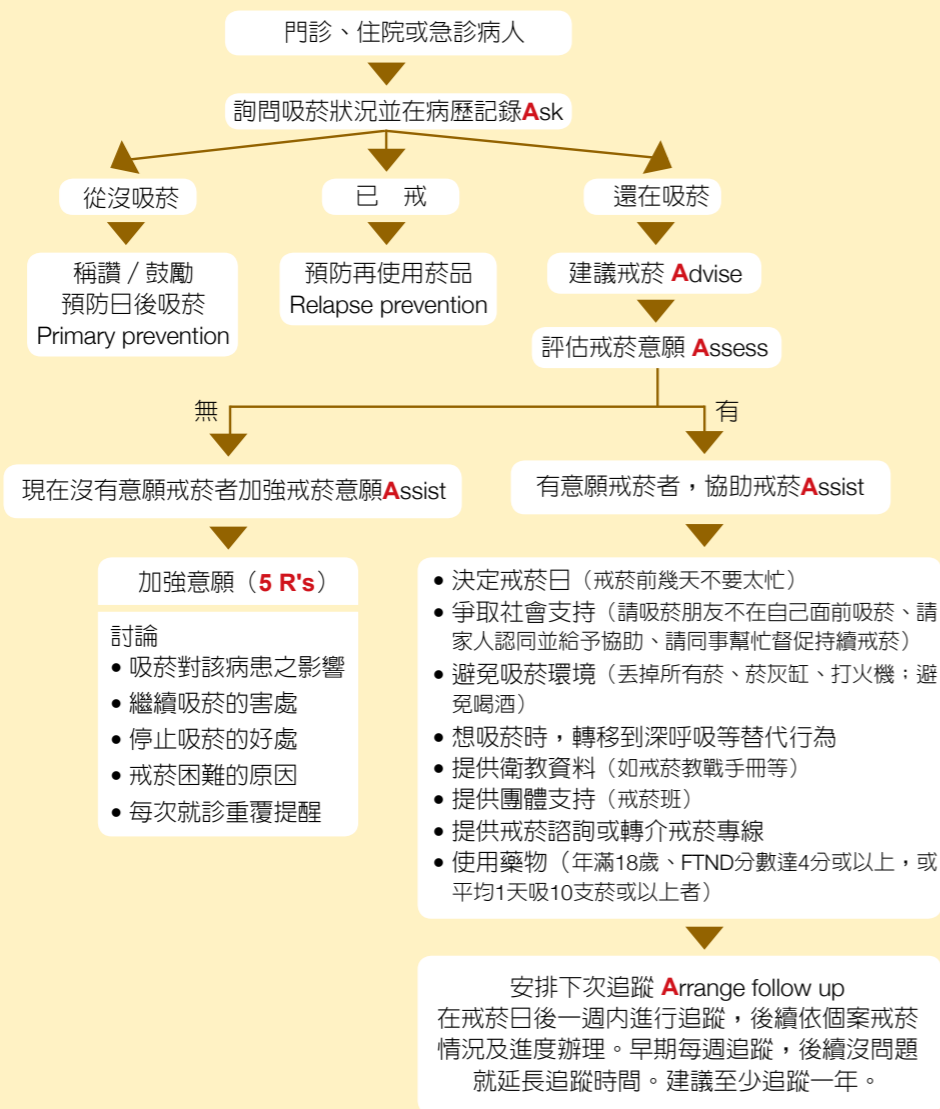 門診、住院或急診病人
詢問吸菸狀況並在病歷記錄Ask
從沒吸菸
已 戒
還在吸菸
稱讚／鼓勵
預防日後吸菸
Primary prevention
預防再使用菸品
Relapse prevention
建議戒菸 Advise
評估戒菸意願 Assess
無
有
現在沒有意願戒菸者加強戒菸意願Assist
有意願戒菸者，協助戒菸Assist
加強意願（5 R's）
討論
• 吸菸對該病患之影響
• 繼續吸菸的害處
• 停止吸菸的好處
• 戒菸困難的原因
• 每次就診重覆提醒
• 決定戒菸日（戒菸前幾天不要太忙）
• 爭取社會支持（請吸菸朋友不在自己面前吸菸、請
家人認同並給予協助、請同事幫忙督促持續戒菸）
• 避免吸菸環境（丟掉所有菸、菸灰缸、打火機；避
免喝酒）
• 想吸菸時，轉移到深呼吸等替代行為
• 提供衛教資料（如戒菸教戰手冊等）
• 提供團體支持（戒菸班）
• 提供戒菸諮詢或轉介戒菸專線
• 使用藥物（年滿18歲、FTND分數達4分或以上，或
平均1天吸10支菸或以上者）
安排下次追蹤 Arrange follow up
在戒菸日後一週內進行追蹤，後續依個案戒菸
情況及進度辦理。早期每週追蹤，後續沒問題
就延長追蹤時間。建議至少追蹤一年。